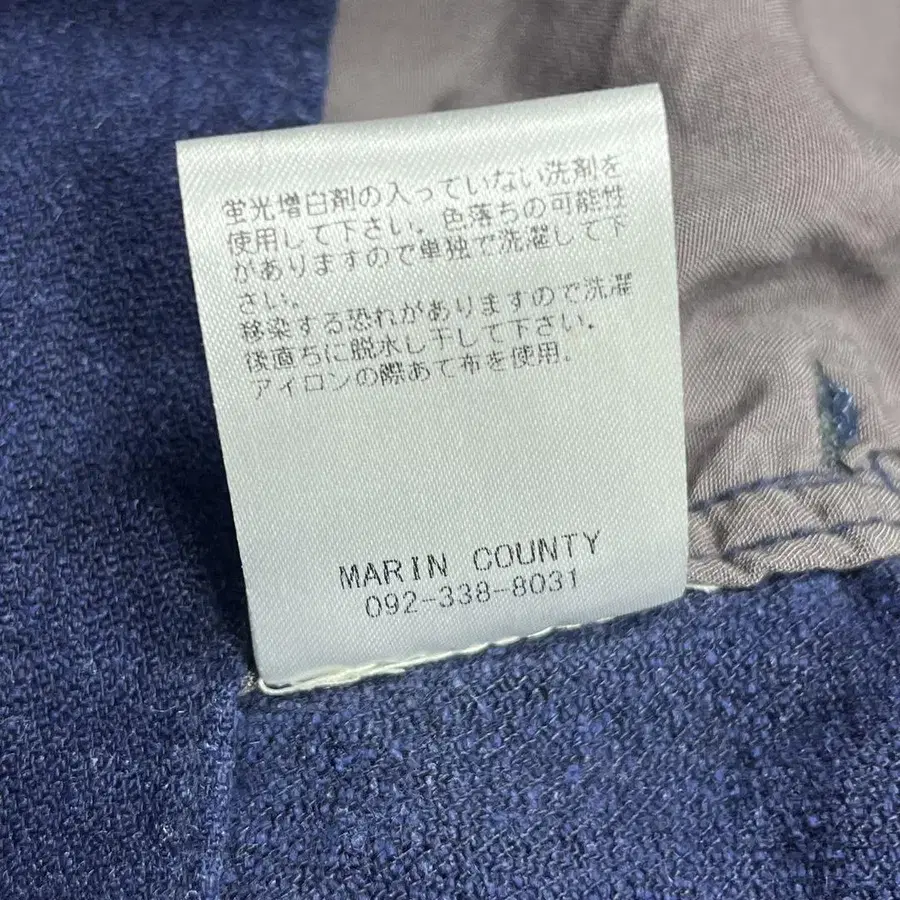 蛍光増白剤の入っていない洗剤を
使用して下さい。色落ちの可能性
がありますので単独で洗濯して下
さい。
移染する恐れがありますので洗濯
後直ちに脱水し干して下さい。
アイロンの際あて布を使用。
MARIN COUNTY
092-338-8031